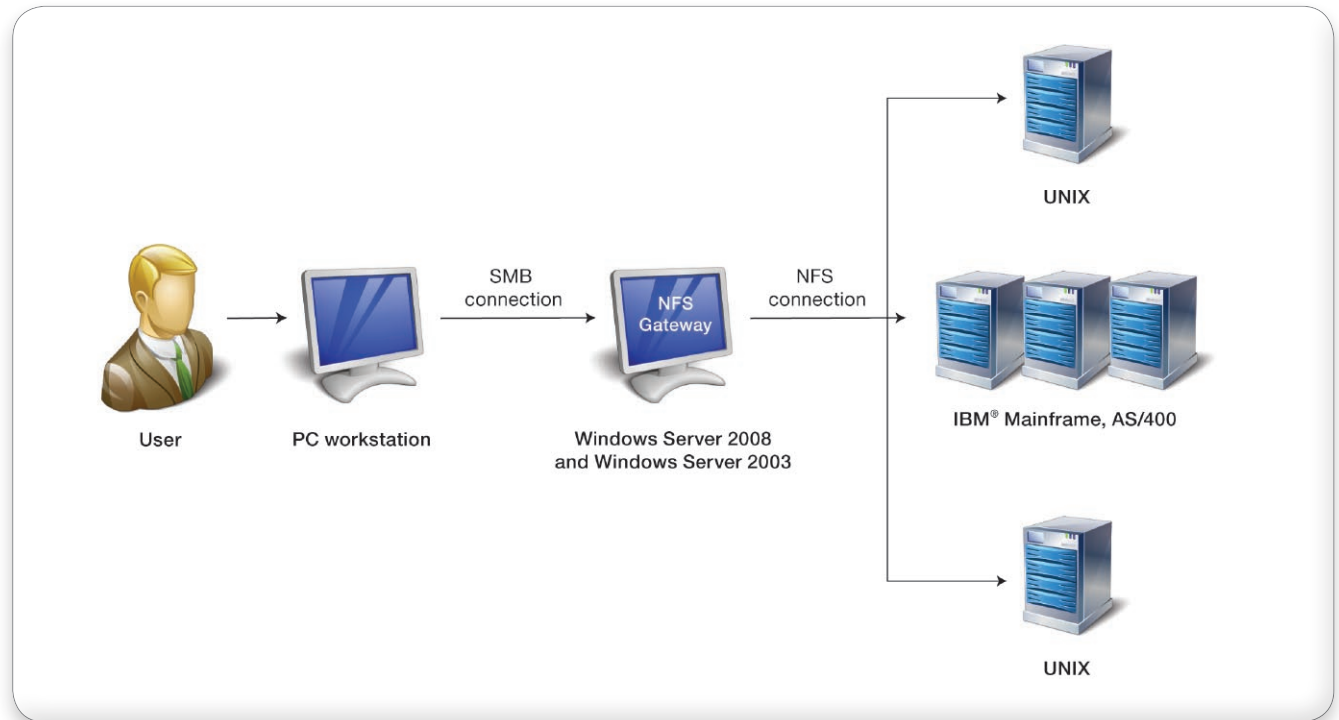 UNIX
SMB
connection
NFS
Gateway
NFS
connection
User
PC workstation
Windows Server 2008
and Windows Server 2003
IBM® Mainframe, AS/400
UNIX